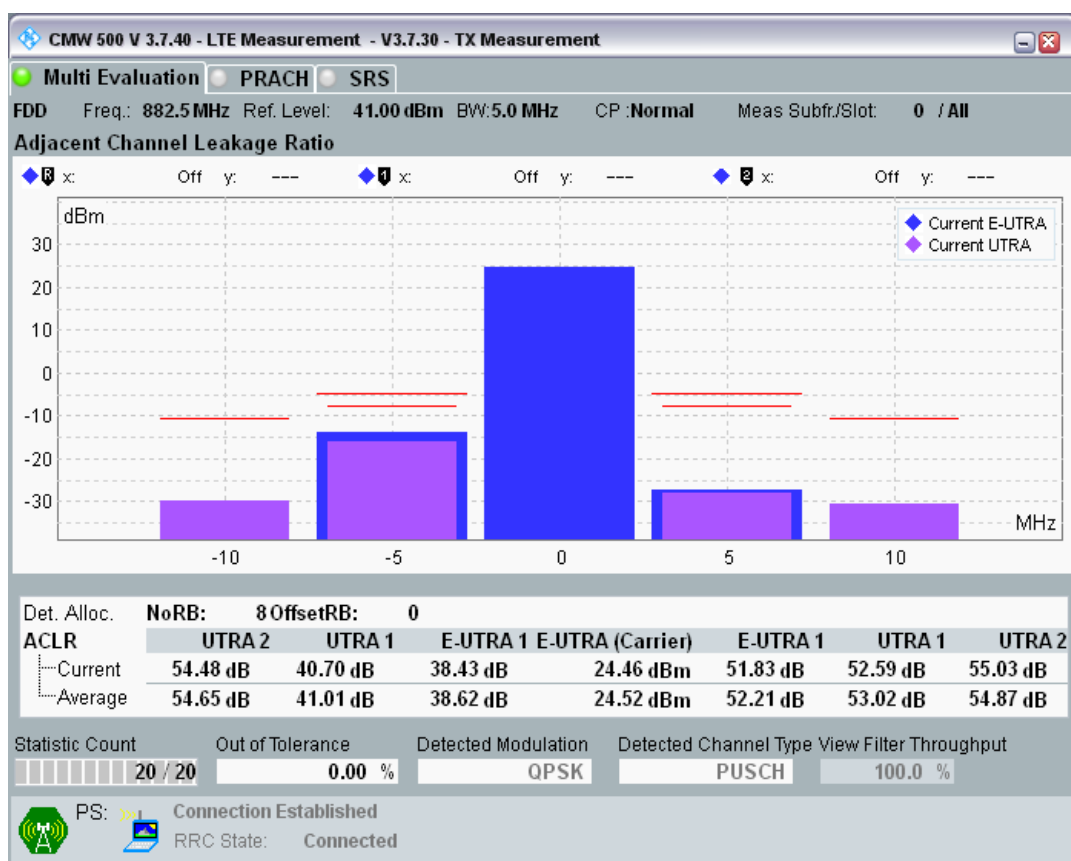 CMW 500 V 3.7.40 - LTE Measurement - V3.7.30 - TX Measurement
Multi Evaluation PRACH SRS
FDD Freq.: 882.5 MHz Ref. Level: 41.00 dBm BW: 5.0 MHz CP : Normal Meas Subfr./Slot: 0 / All
Adjacent Channel Leakage Ratio
R x: Off y: --- 1 x: Off y: --- 2 x: Off y: ---
dBm
Current E-UTRA
Current UTRA
30
20
10
0
-10
-20
-30
MHz
-10 -5 0 5 10
Det. Alloc. NoRB: 8 OffsetRB: 0
ACLR UTRA 2 UTRA 1 E-UTRA 1 E-UTRA (Carrier) E-UTRA 1 UTRA 1 UTRA 2
Current 54.48 dB 40.70 dB 38.43 dB 24.46 dBm 51.83 dB 52.59 dB 55.03 dB
Average 54.65 dB 41.01 dB 38.62 dB 24.52 dBm 52.21 dB 53.02 dB 54.87 dB
Statistic Count Out of Tolerance Detected Modulation Detected Channel Type View Filter Throughput
20 / 20 0.00 % QPSK PUSCH 100.0 %
PS: Connection Established
RRC State: Connected